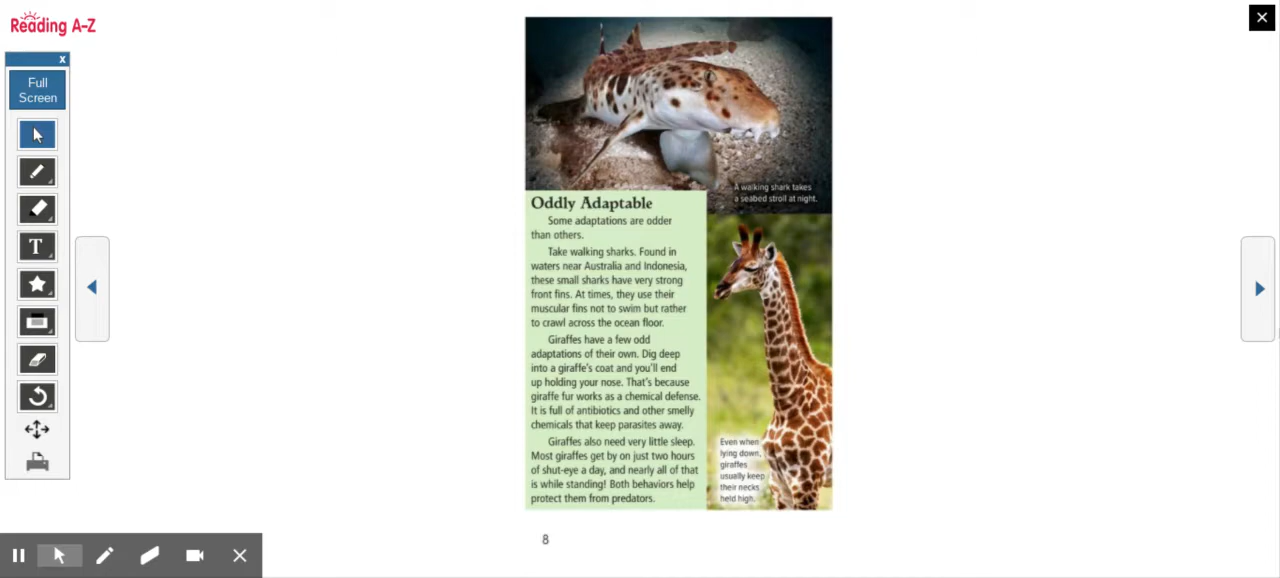 Reading A-Z
x
Full
Screen
T
A walking shark takes
a seabed stroll at night.
Oddly Adaptable
Some adaptations are odder
than others.
Take walking sharks. Found in
waters near Australia and Indonesia,
these small sharks have very strong
front fins. At times, they use their
muscular fins not to swim but rather
to crawl across the ocean floor.
Giraffes have a few odd
adaptations of their own. Dig deep
into a giraffe's coat and you'll end
up holding your nose. That's because
giraffe fur works as a chemical defense.
It is full of antibiotics and other smelly
chemicals that keep parasites away.
Giraffes also need very little sleep.
Most giraffes get by on just two hours
of shut-eye a day, and nearly all of that
is while standing! Both behaviors help
protect them from predators.
Even when
lying down,
giraffes
usually keep
their necks
held high.
8